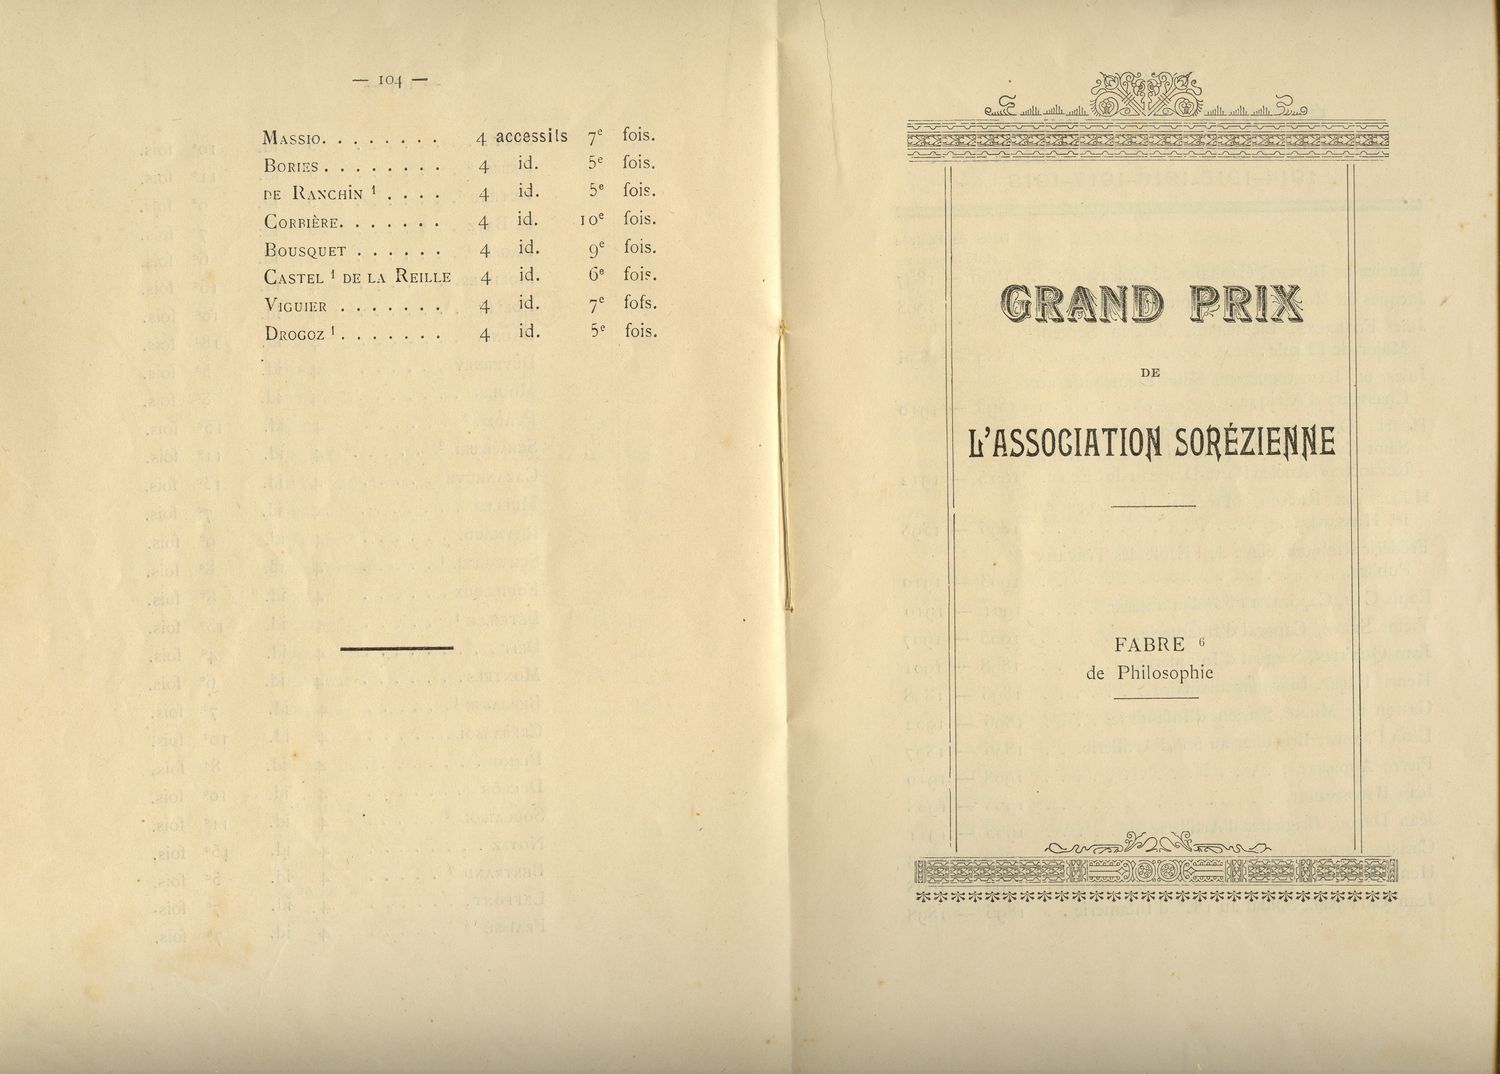 — 104 —
MASSIO. . . . . . . . 4 accessits 7e fois.
BORIES . . . . . . . . 4 id. 5e fois.
DE RANCHIN 1 . . . . 4 id. 5e fois.
CORBIÈRE. . . . . . . 4 id. 10e fois.
BOUSQUET . . . . . . 4 id. 9e fois.
CASTEL 1 DE LA REILLE 4 id. 6e fois.
VIGUIER . . . . . . . 4 id. 7e fofs.
DROGOZ 1 . . . . . . . 4 id. 5e fois.
GRAND PRIX
DE
L'ASSOCIATION SORÉZIENNE
FABRE 6
de Philosophie